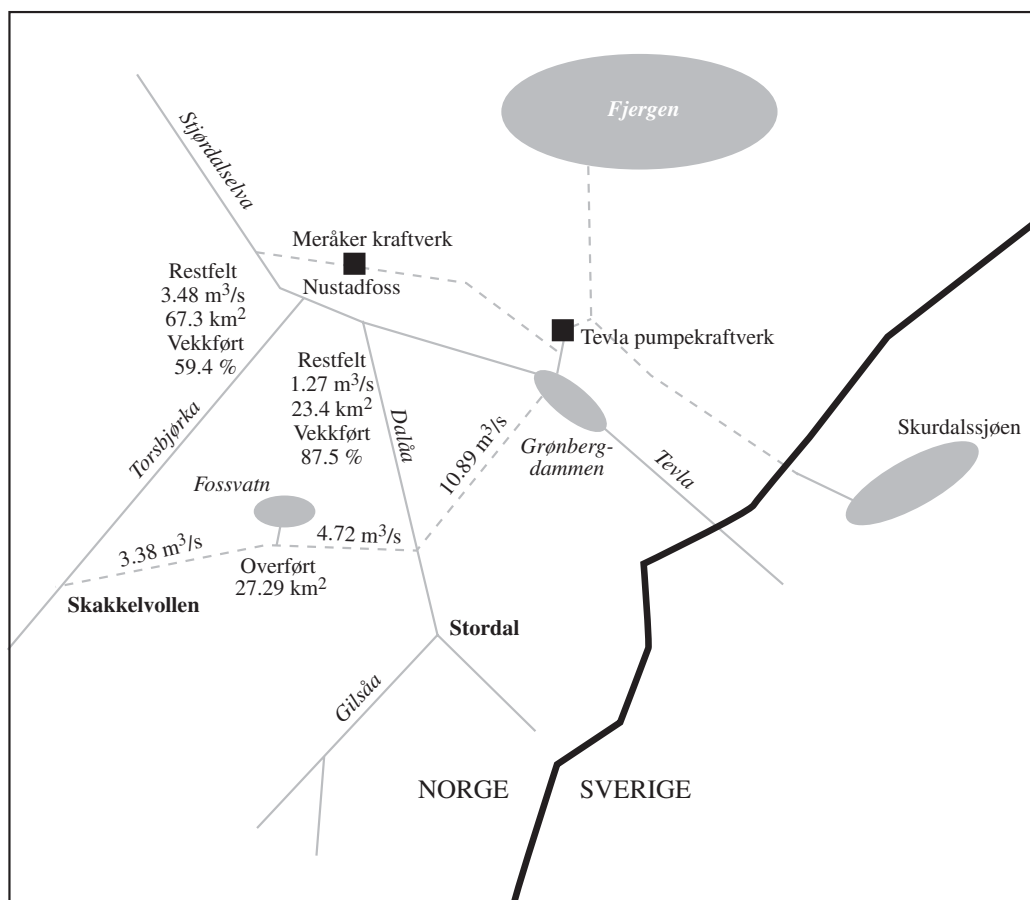 Fjergen
Stjørdalselva
Meråker kraftverk
Nustadfoss
Restfelt
3.48 m³/s
67.3 km²
Vekkført
59.4 %
Tevla pumpekraftverk
Restfelt
1.27 m³/s
23.4 km²
Vekkført
87.5 %
Torsbjørka
Dalåa
10.89 m³/s
Grønberg-
dammen
Tevla
Skurdalssjøen
Fossvatn
3.38 m³/s
4.72 m³/s
Overført
27.29 km²
Skakkelvollen
Stordal
Gilsåa
NORGE
SVERIGE